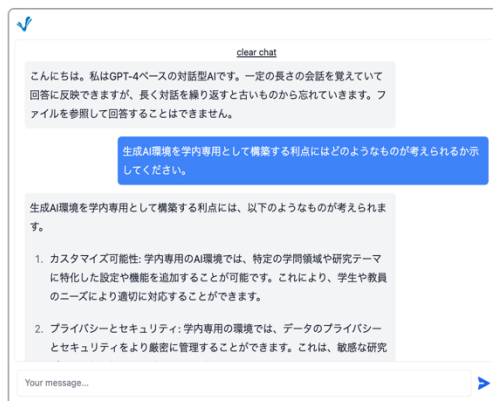 clear chat
こんにちは。私はGPT-4ベースの対話型AIです。一定の長さの会話を覚えていて
回答に反映できますが、長く対話を繰り返すと古いものから忘れていきます。フ
ァイルを参照して回答することはできません。
生成AI環境を学内専用として構築する利点にはどのようなものが考えられるか示
してください。
生成AI環境を学内専用として構築する利点には、以下のようなものが考えられま
す。
1. カスタマイズ可能性: 学内専用のAI環境では、特定の学問領域や研究テーマ
に特化した設定や機能を追加することが可能です。これにより、学生や教員
のニーズにより適切に対応することができます。
2. プライバシーとセキュリティ: 学内専用の環境では、データのプライバシー
とセキュリティをより厳密に管理することができます。これは、敏感な研究
Your message...